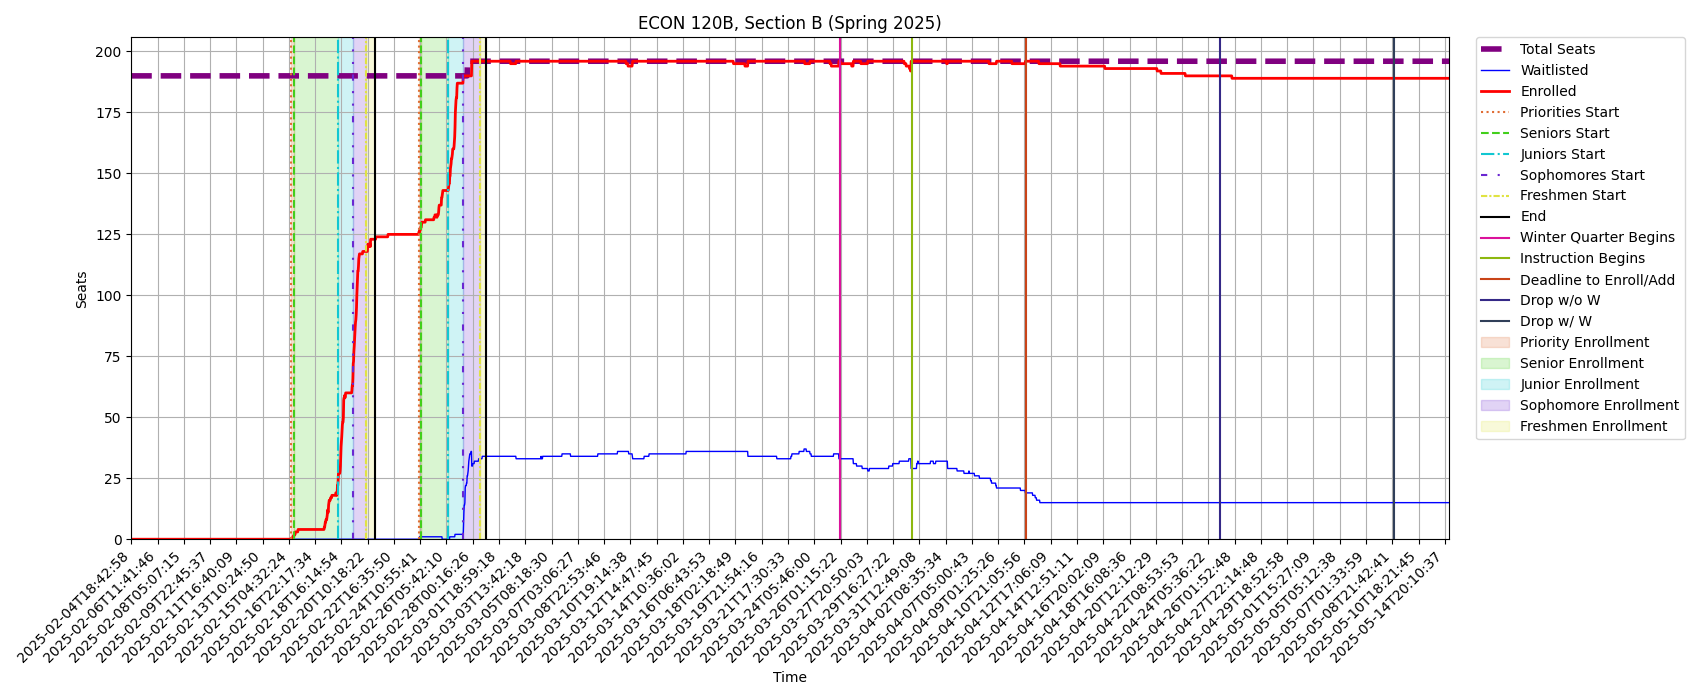 ECON 120B, Section B (Spring 2025)
Seats
200
175
150
125
100
75
50
25
0
2025-02-04T18:42:58
2025-02-06T11:41:46
2025-02-08T05:07:15
2025-02-09T22:45:37
2025-02-11T16:40:09
2025-02-13T10:24:50
2025-02-15T04:32:24
2025-02-16T22:17:34
2025-02-18T16:14:54
2025-02-20T10:18:22
2025-02-22T16:35:50
2025-02-24T10:55:41
2025-02-26T05:42:10
2025-02-28T00:16:26
2025-03-01T18:59:18
2025-03-03T13:42:18
2025-03-05T08:18:30
2025-03-07T03:06:27
2025-03-08T22:53:46
2025-03-10T19:14:38
2025-03-12T14:47:45
2025-03-14T10:36:02
2025-03-16T06:43:53
2025-03-18T02:18:49
2025-03-19T21:54:16
2025-03-21T17:30:33
2025-03-24T05:46:00
2025-03-26T01:15:22
2025-03-27T20:50:03
2025-03-29T16:27:22
2025-03-31T12:49:05
2025-04-02T08:35:34
2025-04-07T05:00:43
2025-04-09T01:25:26
2025-04-10T21:05:56
2025-04-12T17:06:09
2025-04-14T12:51:11
2025-04-16T20:02:09
2025-04-18T16:08:36
2025-04-20T12:12:29
2025-04-22T08:53:53
2025-04-24T05:36:22
2025-04-26T01:52:48
2025-04-27T22:14:48
2025-04-29T18:52:58
2025-05-01T15:27:09
2025-05-05T05:12:38
2025-05-07T01:33:59
2025-05-08T21:42:41
2025-05-10T18:21:45
2025-05-14T20:10:37
Time
Total Seats
Waitlisted
Enrolled
Priorities Start
Seniors Start
Juniors Start
Sophomores Start
Freshmen Start
End
Winter Quarter Begins
Instruction Begins
Deadline to Enroll/Add
Drop w/o W
Drop w/ W
Priority Enrollment
Senior Enrollment
Junior Enrollment
Sophomore Enrollment
Freshmen Enrollment